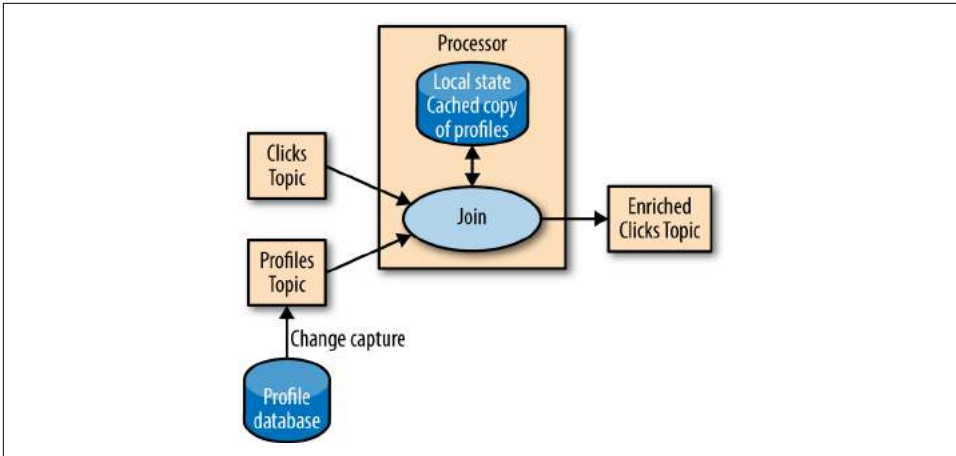 Processor
Local state
Cached copy
of profiles
Clicks
Topic
Join
Enriched
Clicks Topic
Profiles
Topic
Change capture
Profile
database